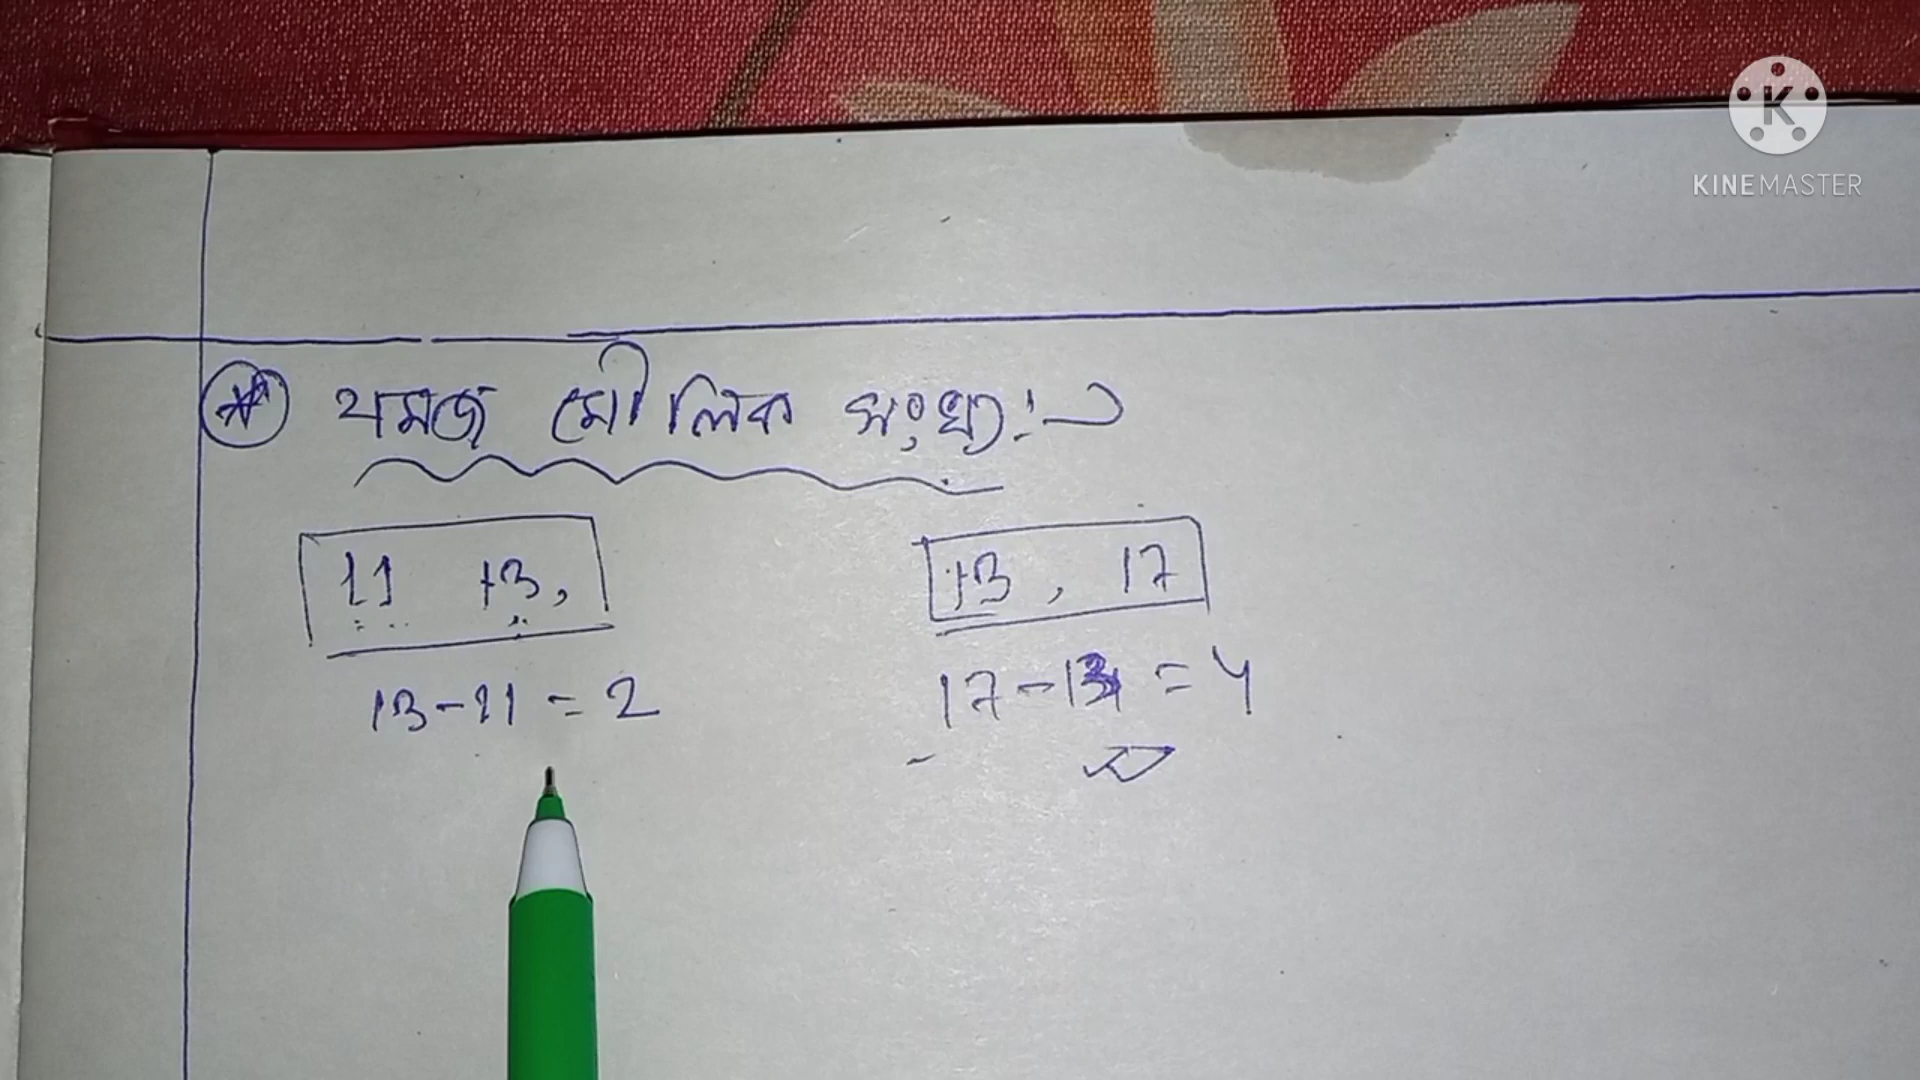 K
KINEMASTER
* যমজ মৌলিক সংখ্যা :-
11 13, 13, 17
13-11 = 2 17-13 = 4